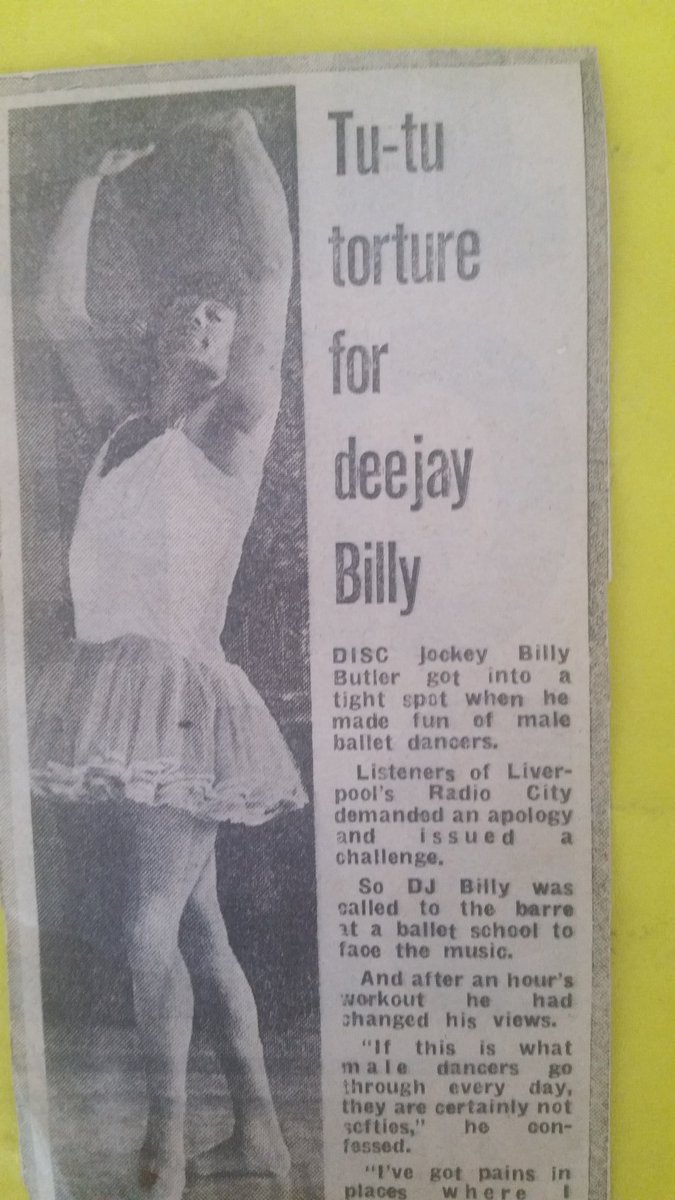 Tu-tu
torture
for
deejay
Billy
DISC Jockey Billy
Butler got into a
tight spot when he
made fun of male
ballet dancers.
Listeners of Liver-
pool's Radio City
demanded an apology
and issued a
challenge.
So DJ Billy was
called to the barre
at a ballet school to
face the music.
And after an hour's
workout he had
changed his views.
"If this is what
male dancers go
through every day,
they are certainly not
softies," he con-
fessed.
"I've got pains in
places where I